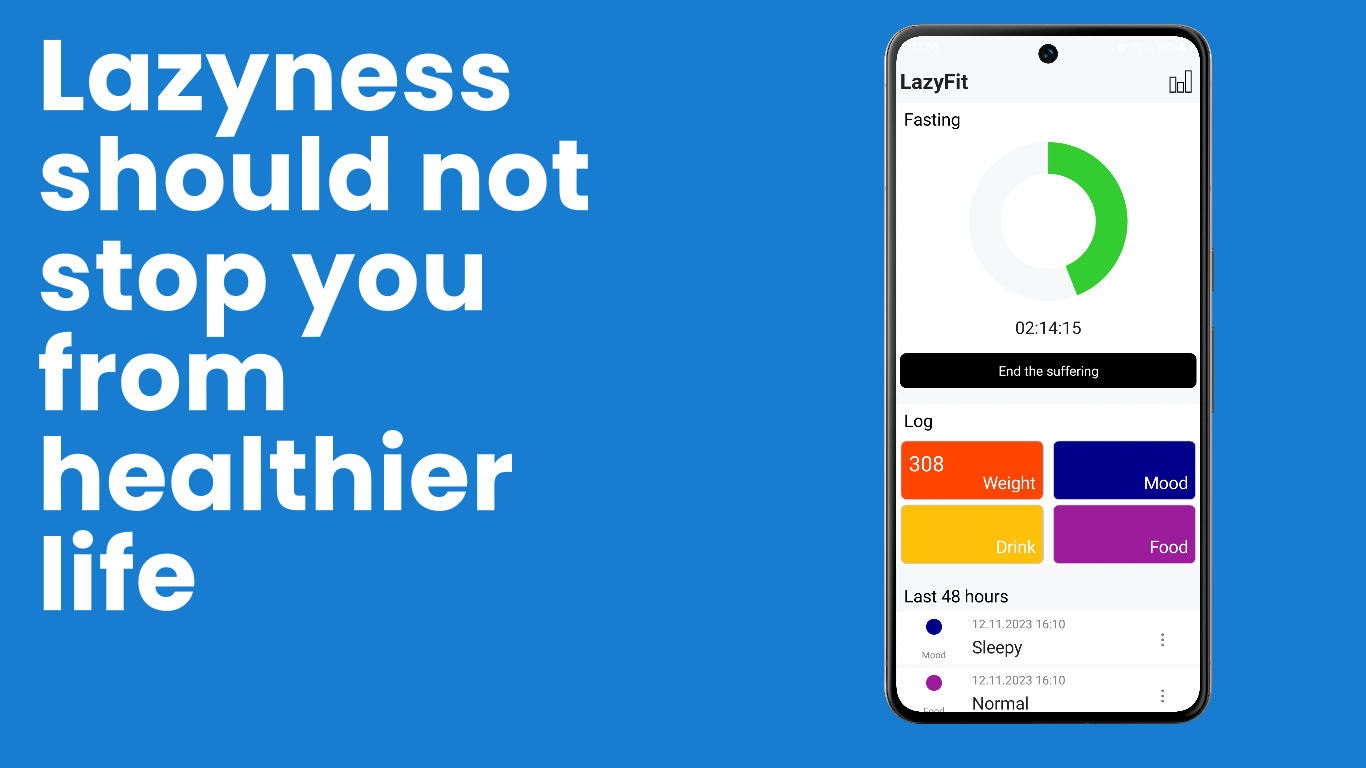 Lazyness
should not
stop you
from
healthier
life
LazyFit
Fasting
02:14:15
End the suffering
Log
308
Weight
Mood
Drink
Food
Last 48 hours
12.11.2023 16:10
Sleepy
Mood
12.11.2023 16:10
Normal
Food